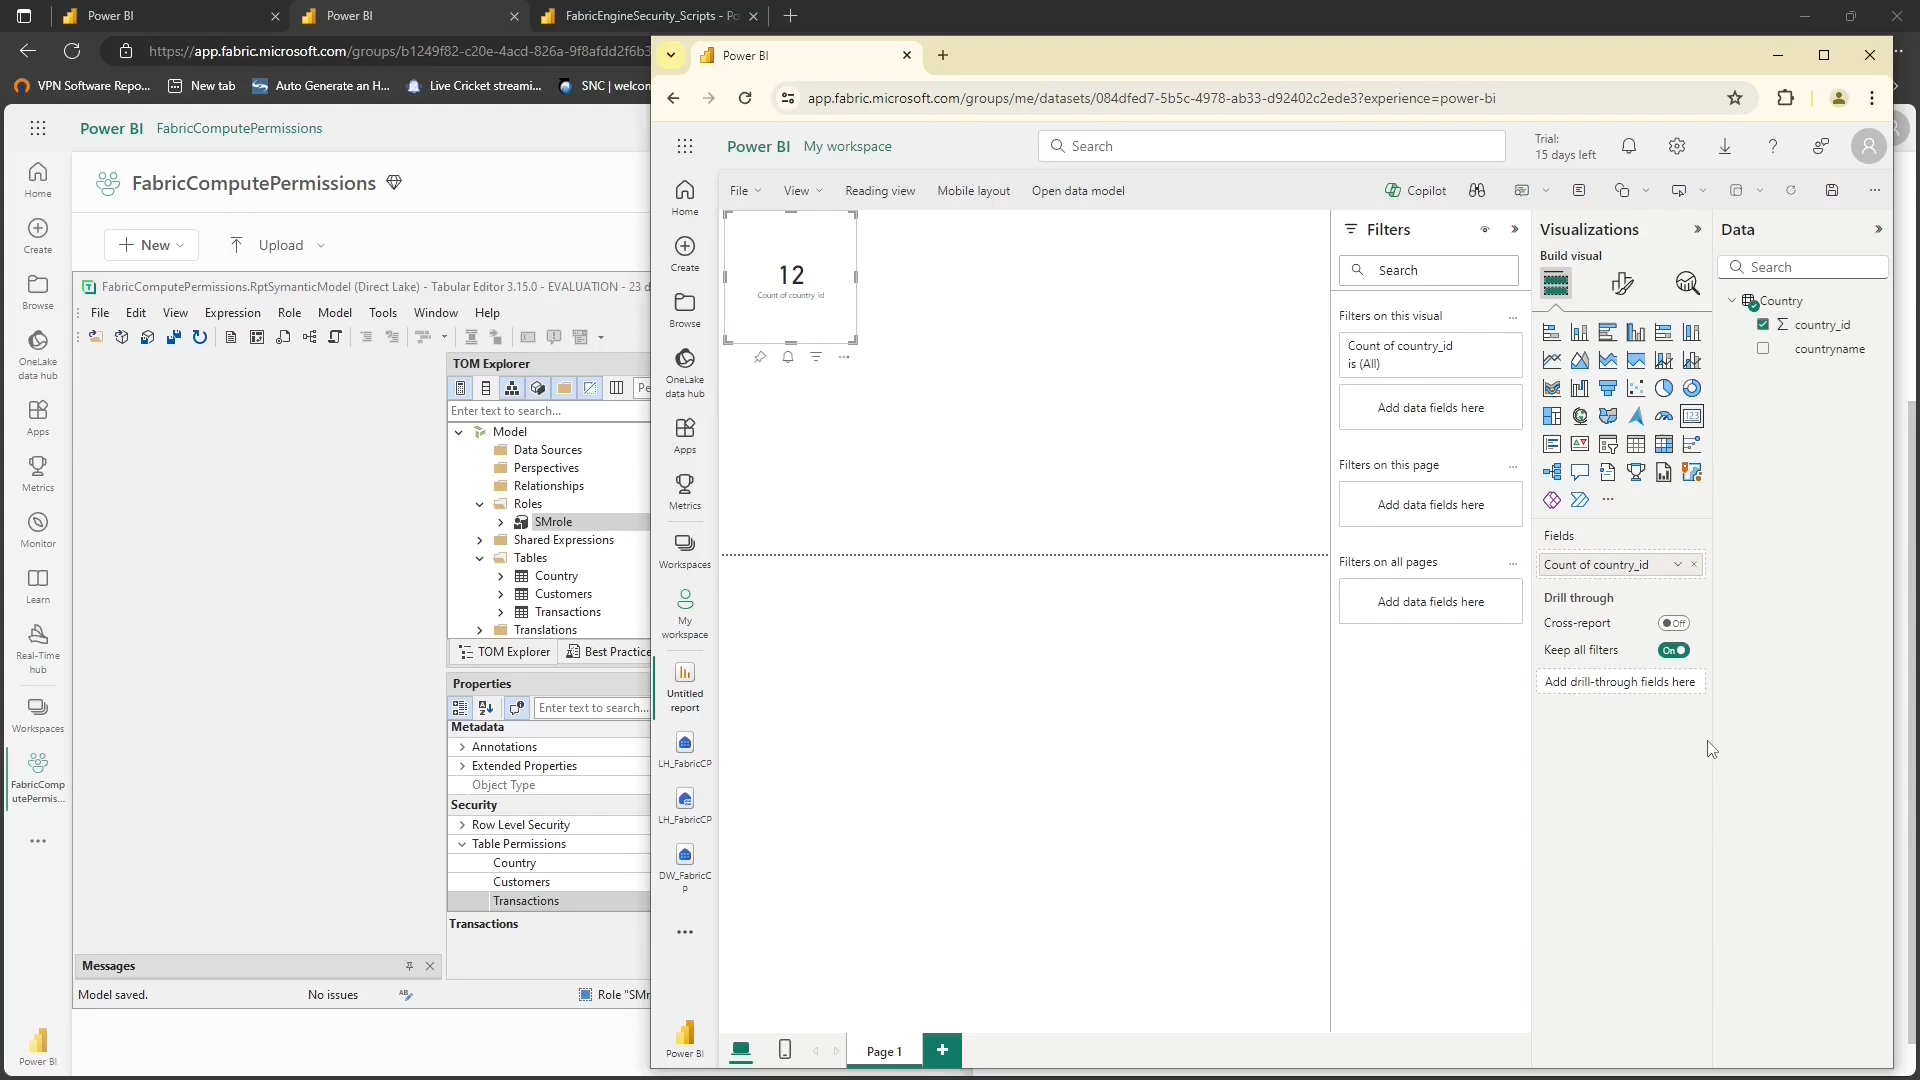 Power BI
Power BI
FabricEngineSecurity_Scripts - Po
https://app.fabric.microsoft.com/groups/b1249f82-c20e-4acd-826a-9f8afdd2f6b3
VPN Software Repo...
New tab
Auto Generate an H...
Live Cricket streami...
SNC | welcom
Power BI FabricComputePermissions
FabricComputePermissions
New
Upload
Home
Create
Browse
OneLake
data hub
Apps
Metrics
Monitor
Learn
Real-Time
hub
Workspaces
FabricComp
utePermis...
Power BI
FabricComputePermissions.RptSemanticModel (Direct Lake) - Tabular Editor 3.15.0 - EVALUATION - 23 d
File Edit View Expression Role Model Tools Window Help
TOM Explorer
Pe
Enter text to search...
Model
Data Sources
Perspectives
Relationships
Roles
SMrole
Shared Expressions
Tables
Country
Customers
Transactions
Translations
TOM Explorer
Best Practice
Properties
Enter text to search...
Metadata
Annotations
Extended Properties
Object Type
Security
Row Level Security
Table Permissions
Country
Customers
Transactions
Transactions
Messages
Model saved.
No issues
Role "SMr
Power BI
app.fabric.microsoft.com/groups/me/datasets/084dfed7-5b5c-4978-ab33-d92402c2ede3?experience=power-bi
Power BI My workspace
Search
Trial:
15 days left
File View Reading view Mobile layout Open data model
Copilot
Home
Create
Browse
OneLake
data hub
Apps
Metrics
Workspaces
My
workspace
Untitled
report
LH_FabricCP
LH_FabricCP
DW_FabricC
P
Power BI
12
Count of country id
Page 1
Filters
Search
Filters on this visual
Count of country_id
is (All)
Add data fields here
Filters on this page
Add data fields here
Filters on all pages
Add data fields here
Visualizations
Build visual
123
Fields
Count of country_id
Drill through
Cross-report
Off
Keep all filters
On
Add drill-through fields here
Data
Search
Country
country_id
countryname